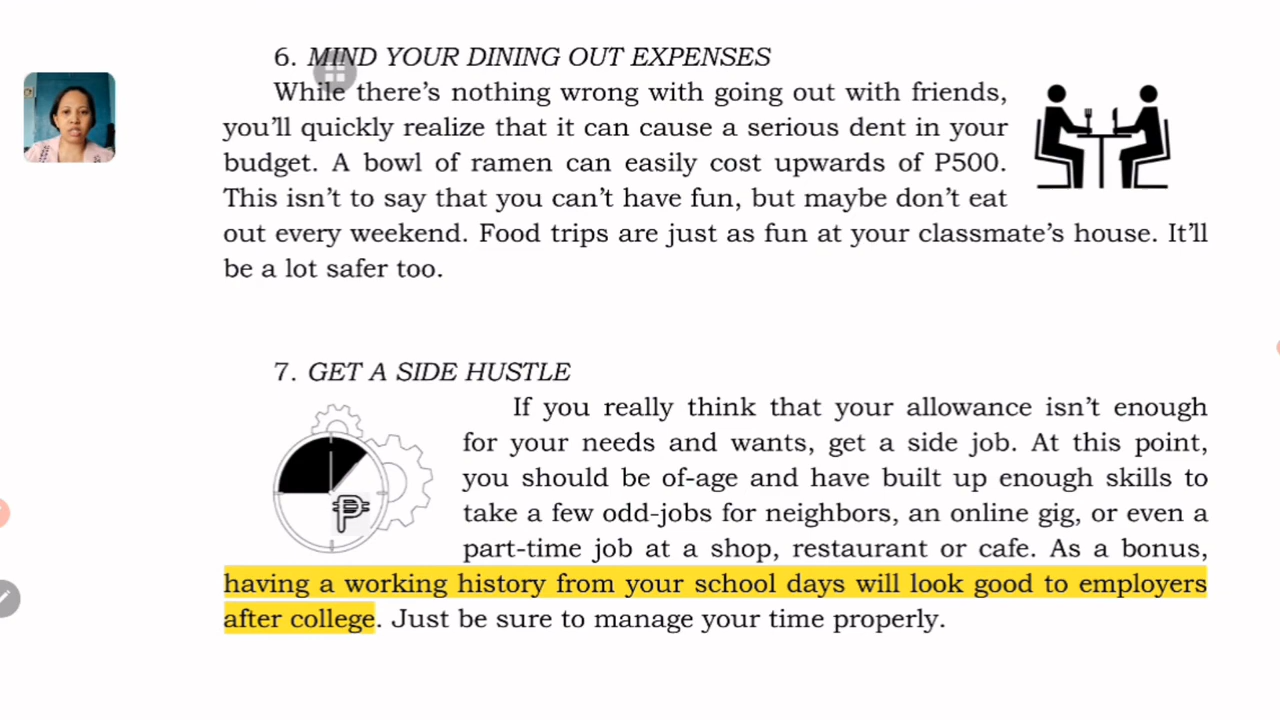 6. MIND YOUR DINING OUT EXPENSES
While there’s nothing wrong with going out with friends,
you’ll quickly realize that it can cause a serious dent in your
budget. A bowl of ramen can easily cost upwards of P500.
This isn’t to say that you can’t have fun, but maybe don’t eat
out every weekend. Food trips are just as fun at your classmate’s house. It’ll
be a lot safer too.
7. GET A SIDE HUSTLE
If you really think that your allowance isn’t enough
for your needs and wants, get a side job. At this point,
you should be of-age and have built up enough skills to
take a few odd-jobs for neighbors, an online gig, or even a
part-time job at a shop, restaurant or cafe. As a bonus,
having a working history from your school days will look good to employers
after college. Just be sure to manage your time properly.